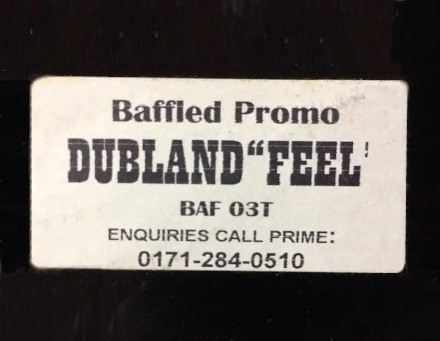 Baffled Promo
DUBLAND "FEEL"
BAF 03T
ENQUIRIES CALL PRIME:
0171-284-0510